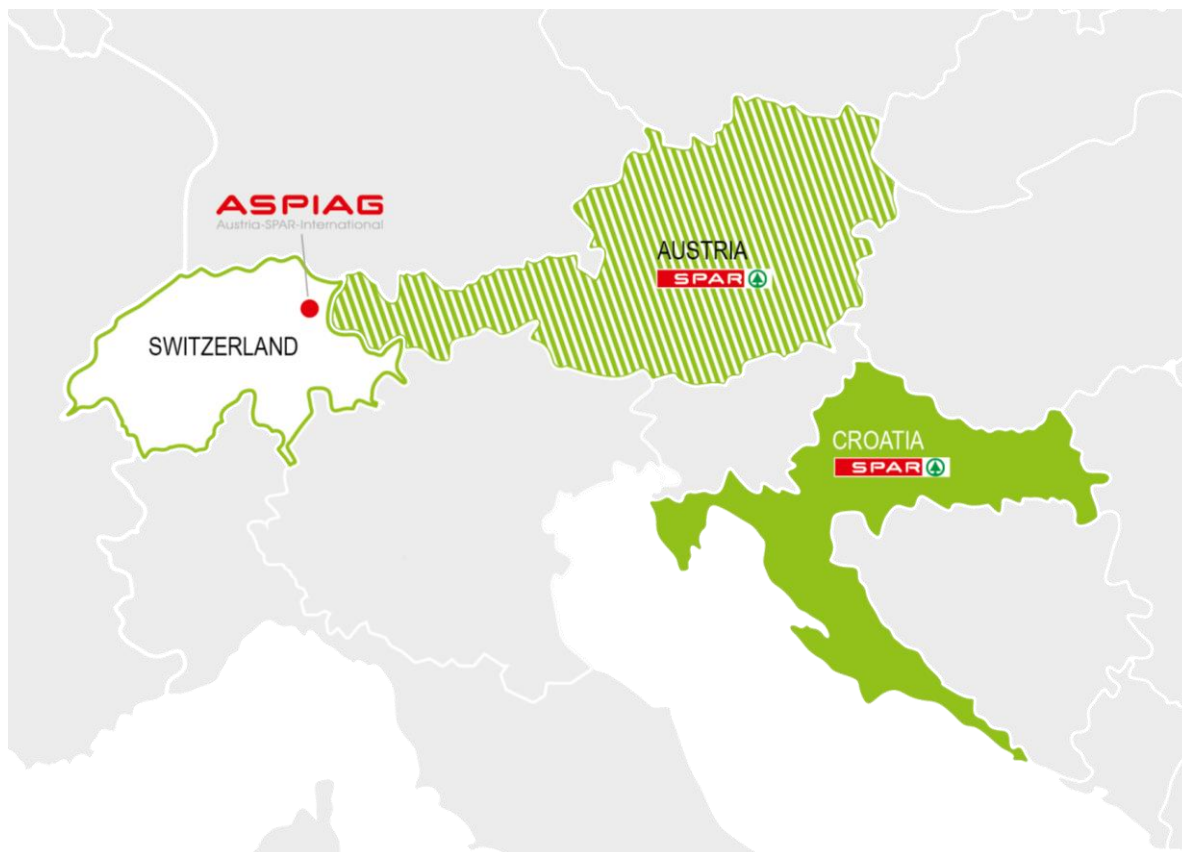 ASPIAG
Austria-SPAR-International
AUSTRIA
SPAR
SWITZERLAND
CROATIA
SPAR